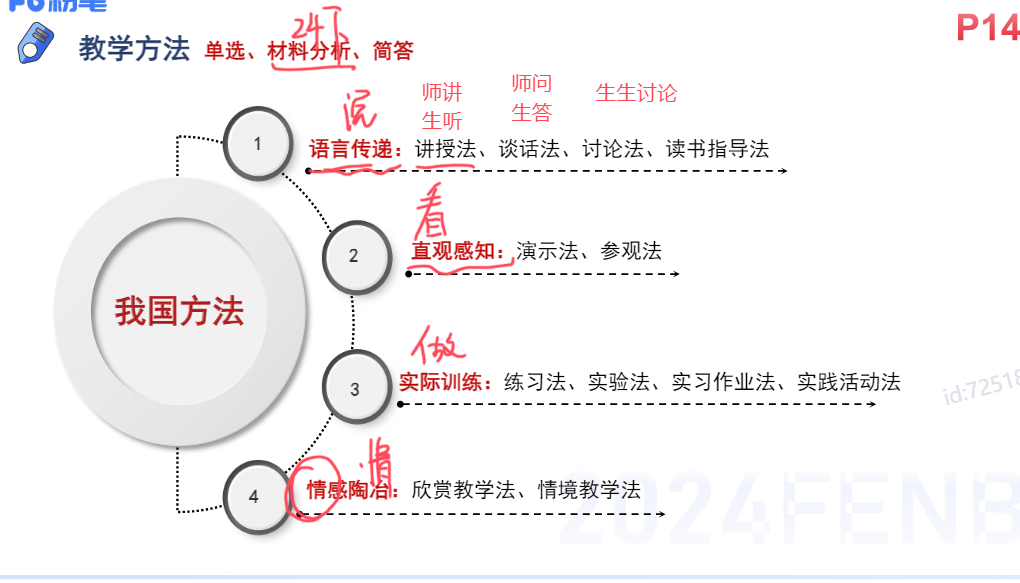 粉笔
P14
24下
教学方法 单选、材料分析、简答
说
师讲
生听
师问
生答
生生讨论
1
语言传递：讲授法、谈话法、讨论法、读书指导法
看
2
直观感知：演示法、参观法
我国方法
做
3
实际训练：练习法、实验法、实习作业法、实践活动法
id:72518
情
4
情感陶冶：欣赏教学法、情境教学法
2024FENB